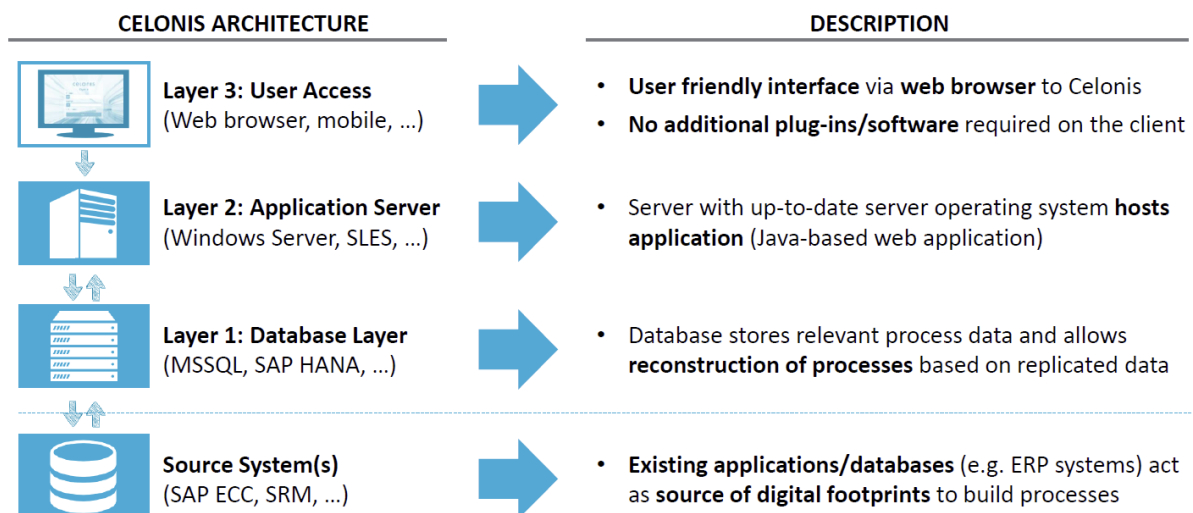 CELONIS ARCHITECTURE
DESCRIPTION
Layer 3: User Access
(Web browser, mobile, ...)
• User friendly interface via web browser to Celonis
• No additional plug-ins/software required on the client
Layer 2: Application Server
(Windows Server, SLES, ...)
• Server with up-to-date server operating system hosts
application (Java-based web application)
Layer 1: Database Layer
(MSSQL, SAP HANA, ...)
• Database stores relevant process data and allows
reconstruction of processes based on replicated data
Source System(s)
(SAP ECC, SRM, ...)
• Existing applications/databases (e.g. ERP systems) act
as source of digital footprints to build processes